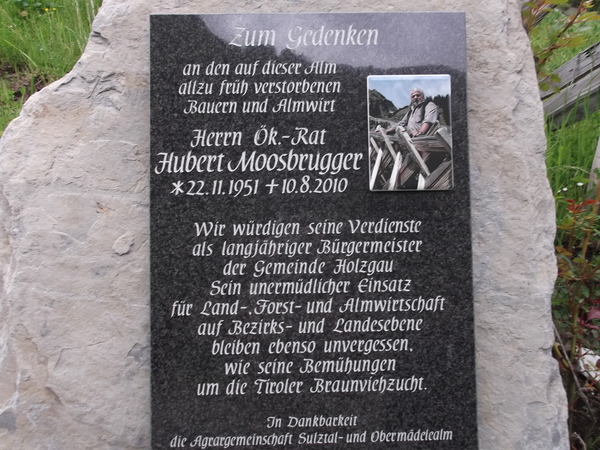 Zum Gedenken
an den auf dieser Alm
allzu früh verstorbenen
Bauern und Almwirt
Herrn Ök.-Rat
Hubert Moosbrugger
* 22.11.1951 + 10.8.2010
Wir würdigen seine Verdienste
als langjähriger Bürgermeister
der Gemeinde Holzgau
Sein unermüdlicher Einsatz
für Land-, Forst- und Almwirtschaft
auf Bezirks- und Landesebene
bleiben ebenso unvergessen,
wie seine Bemühungen
um die Tiroler Braunviehzucht.
In Dankbarkeit
die Agrargemeinschaft Sulztal- und Obermädelealm